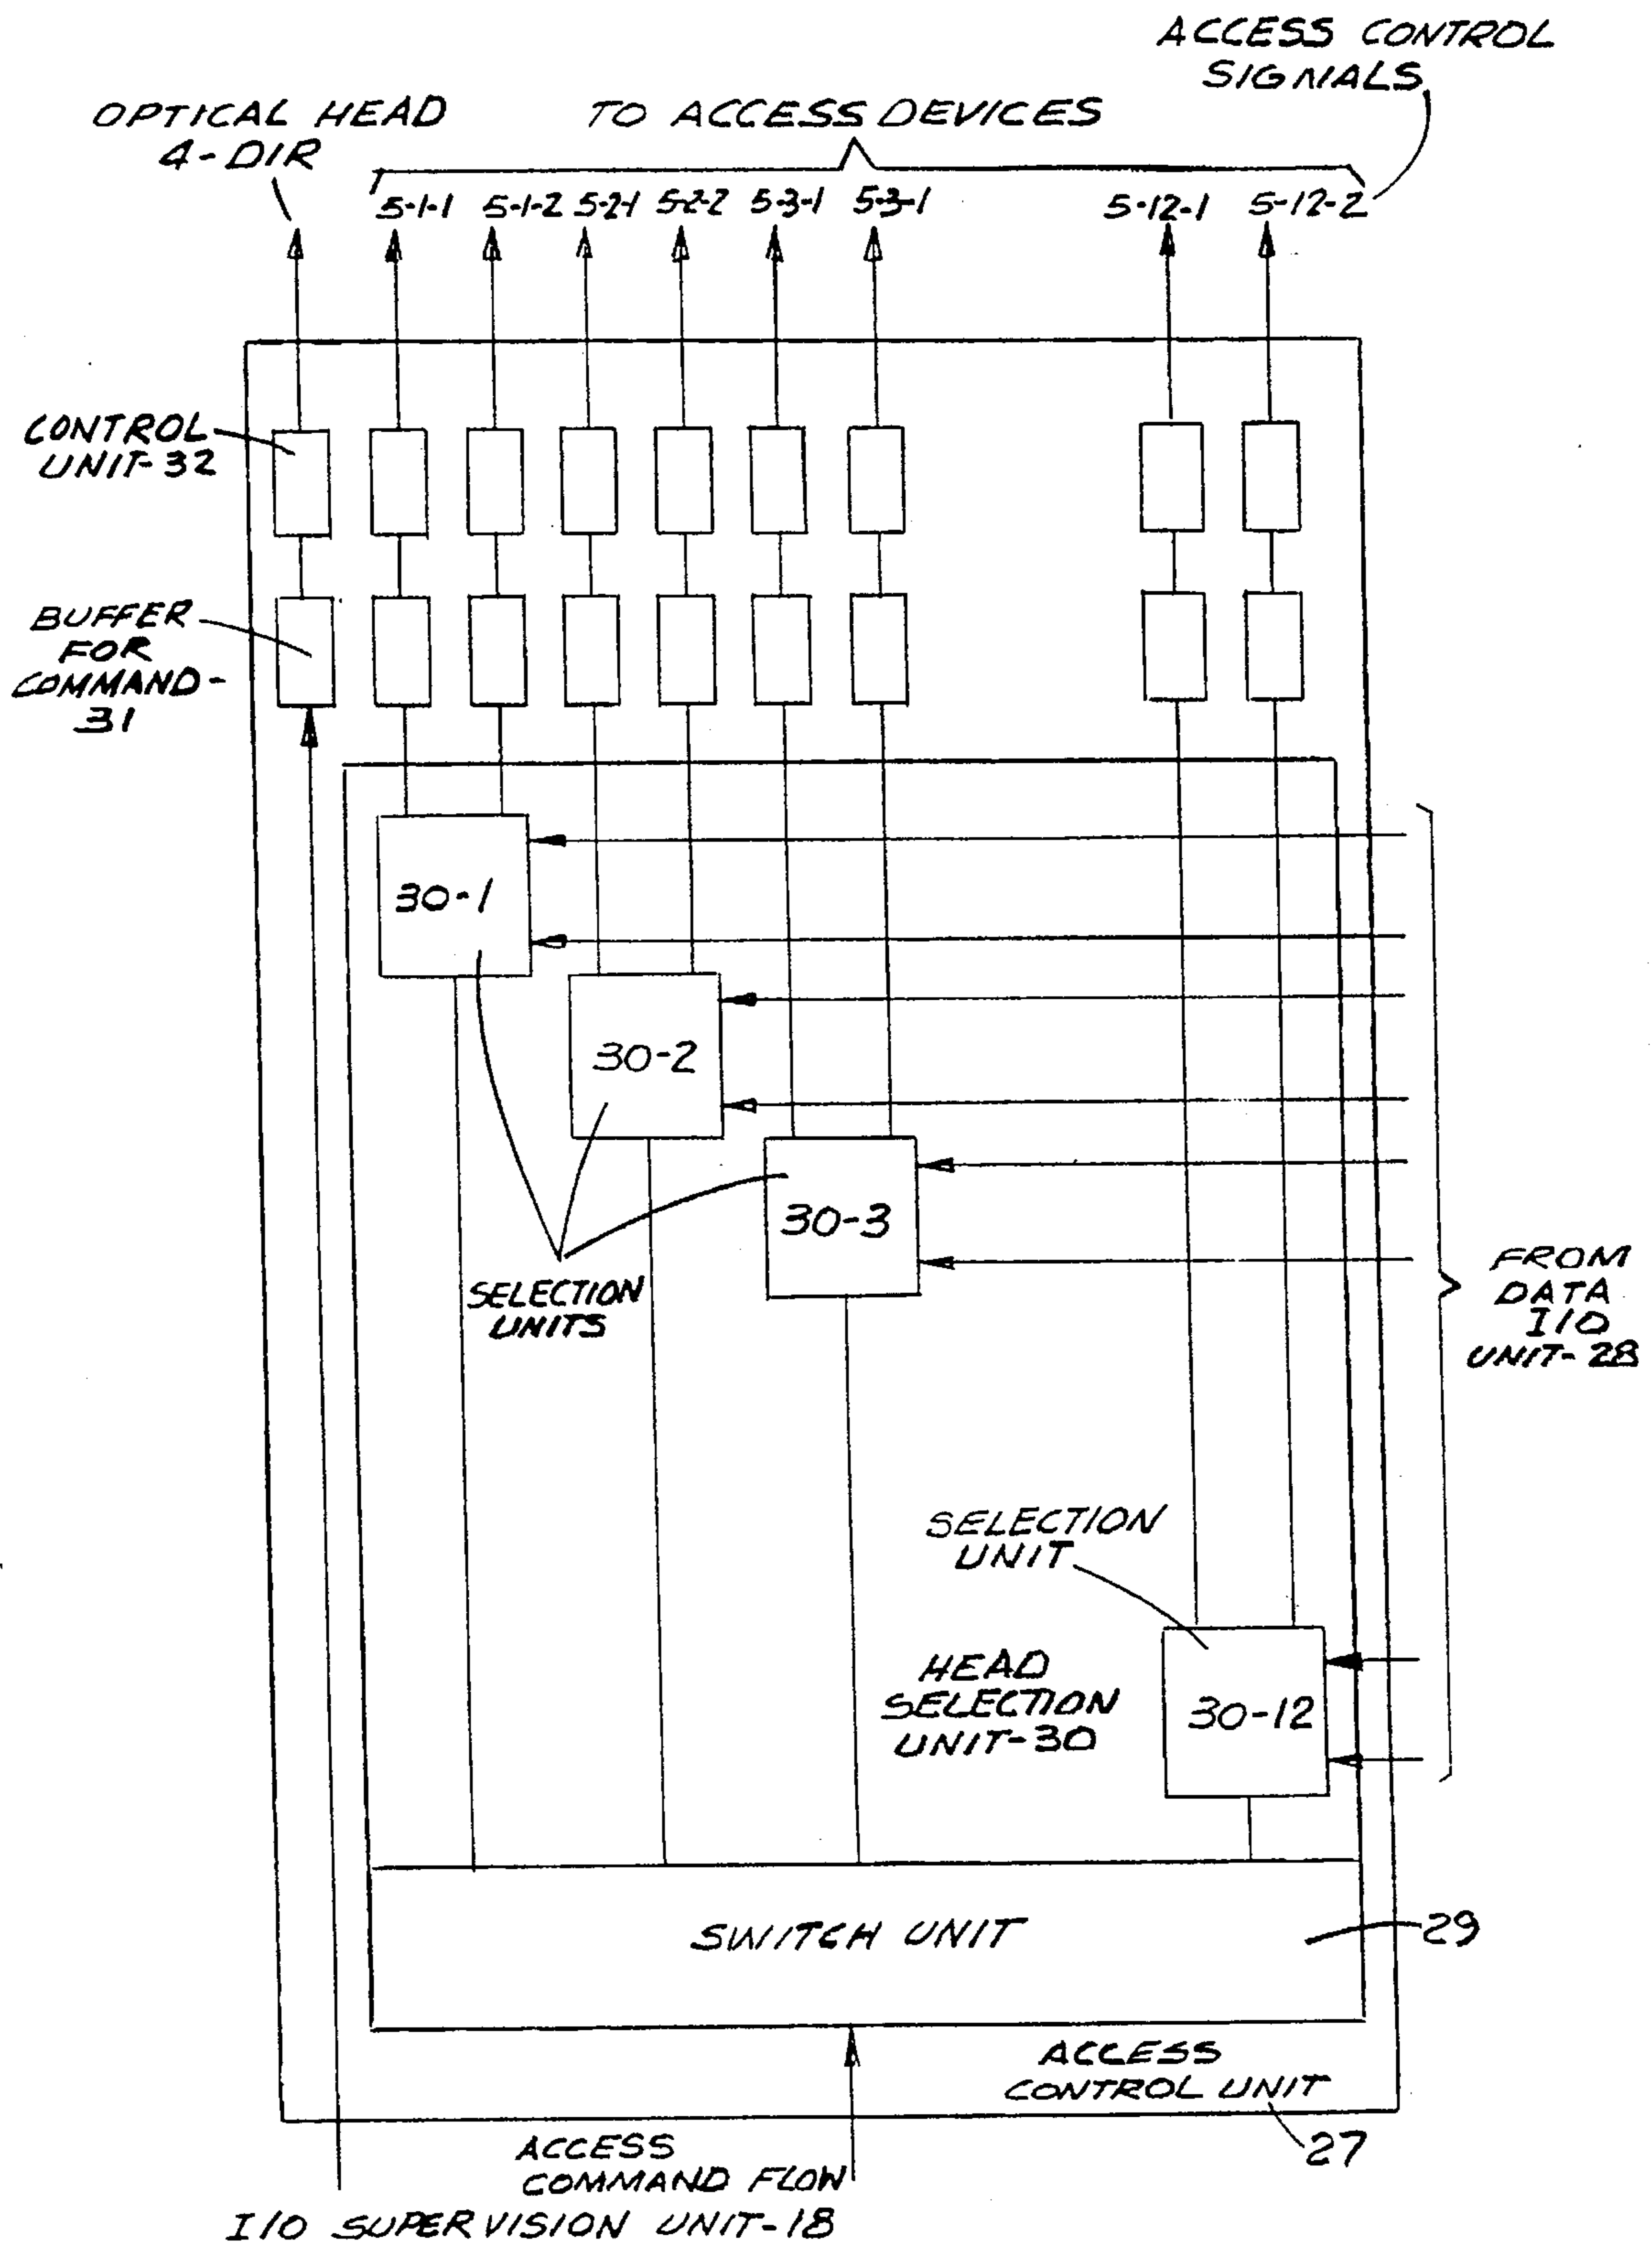 ACCESS CONTROL
SIGNALS
OPTICAL HEAD
4-DIR
TO ACCESS DEVICES
5-1-1 5-1-2 5-2-1 5-2-2 5-3-1 5-3-1 5-12-1 5-12-2
CONTROL
UNIT-32
BUFFER
FOR
COMMAND-
31
30-1
30-2
30-3
SELECTION
UNITS
FROM
DATA
I/O
UNIT-28
SELECTION
UNIT
HEAD
SELECTION
UNIT-30
30-12
SWITCH UNIT
29
ACCESS
CONTROL UNIT
27
ACCESS
COMMAND FLOW
I/O SUPERVISION UNIT-18